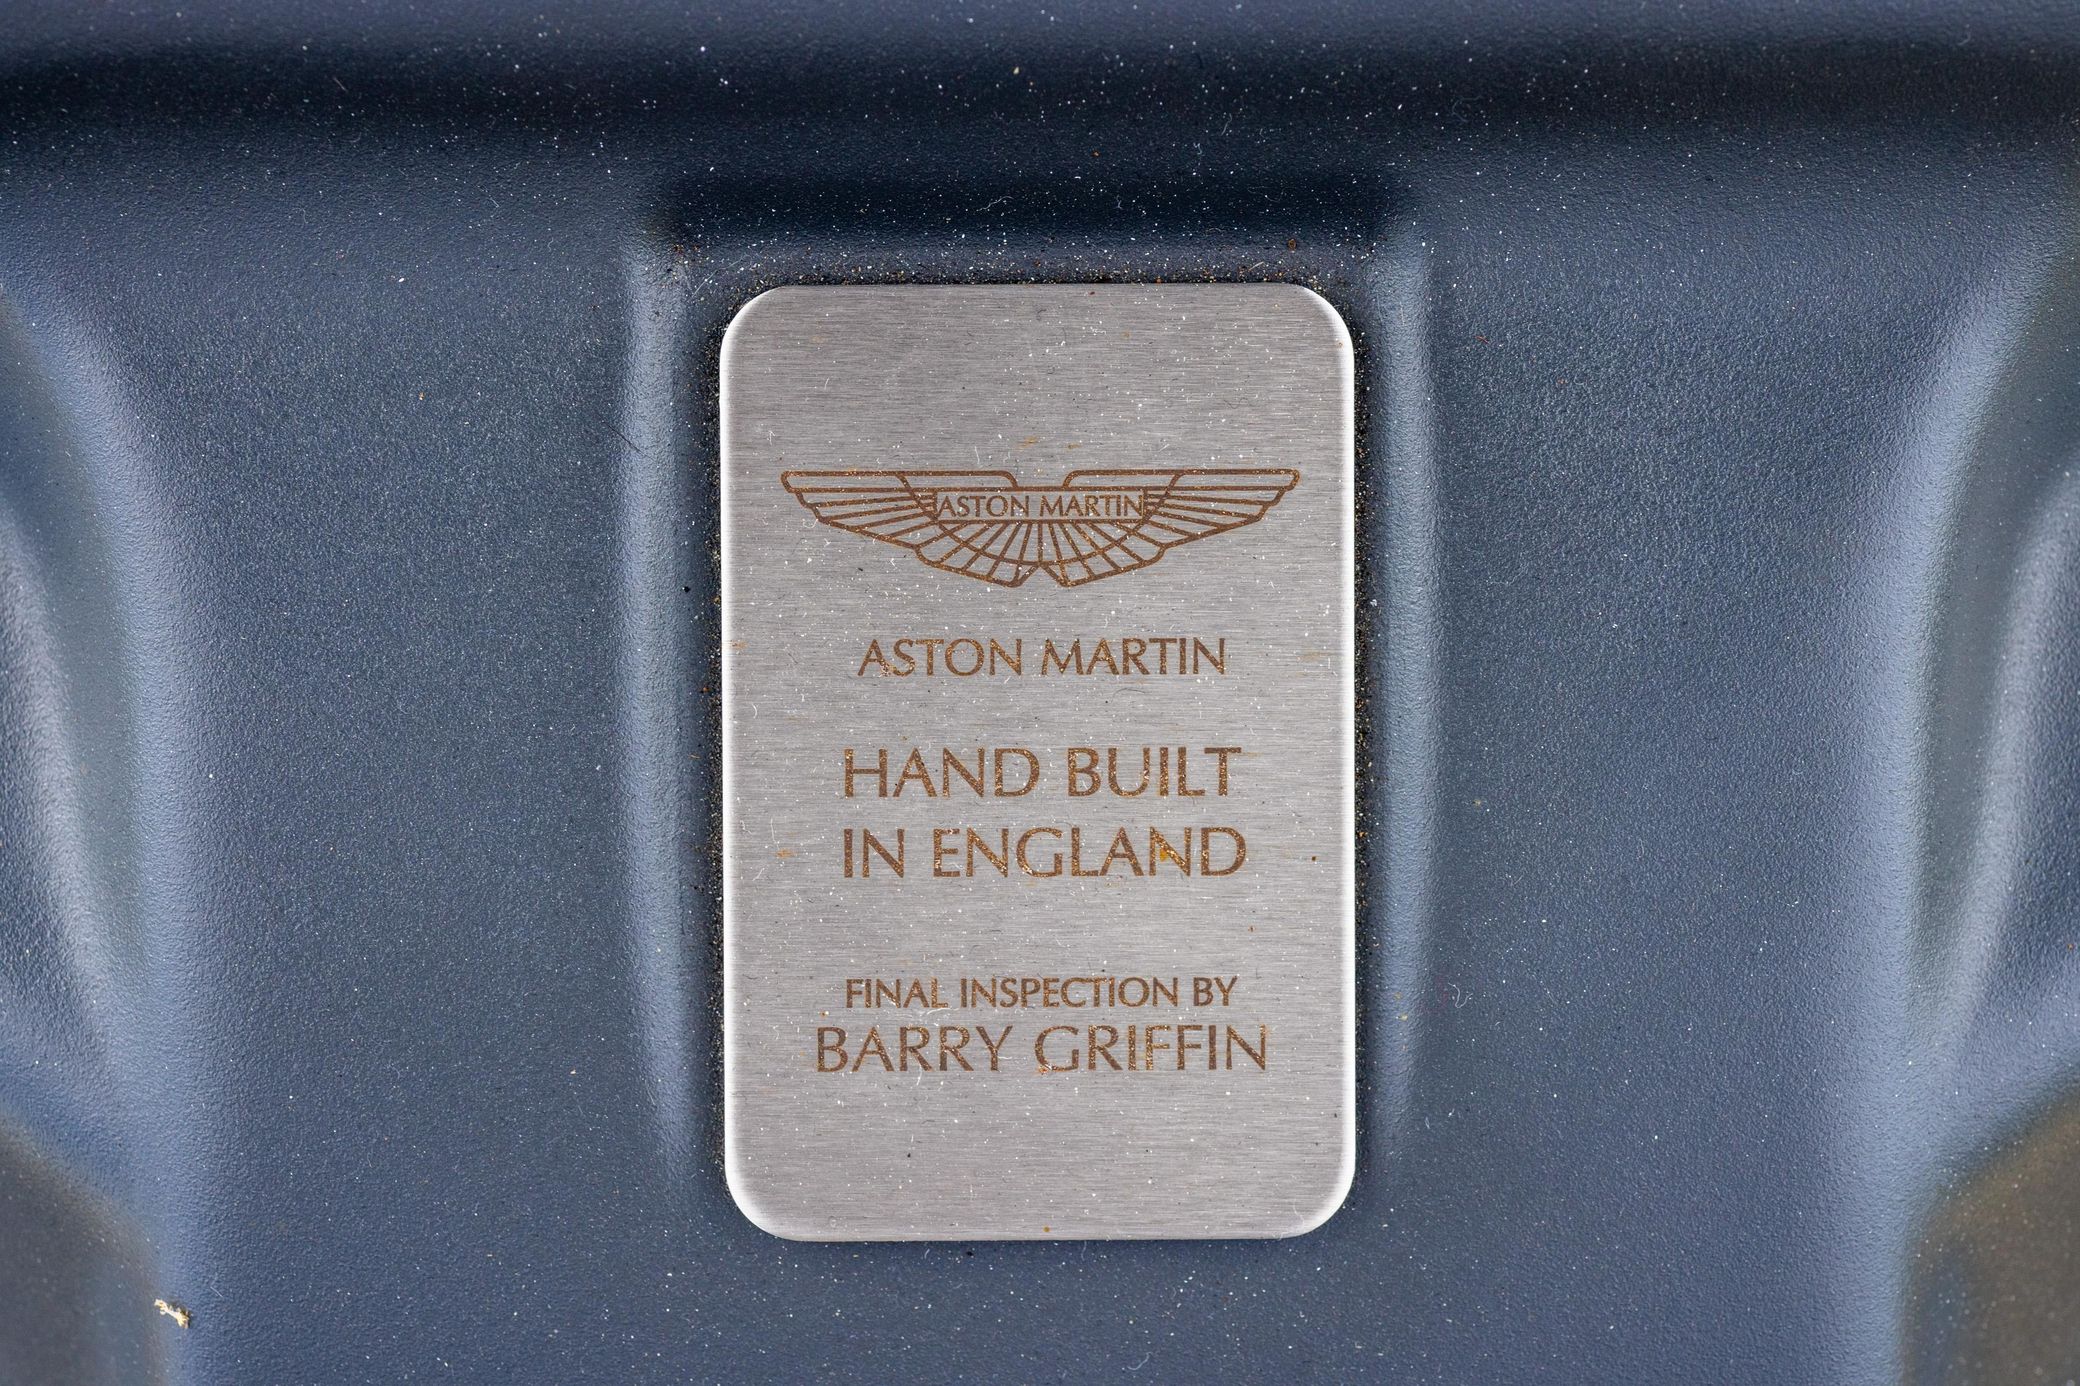 ASTON MARTIN
ASTON MARTIN
HAND BUILT
IN ENGLAND
FINAL INSPECTION BY
BARRY GRIFFIN